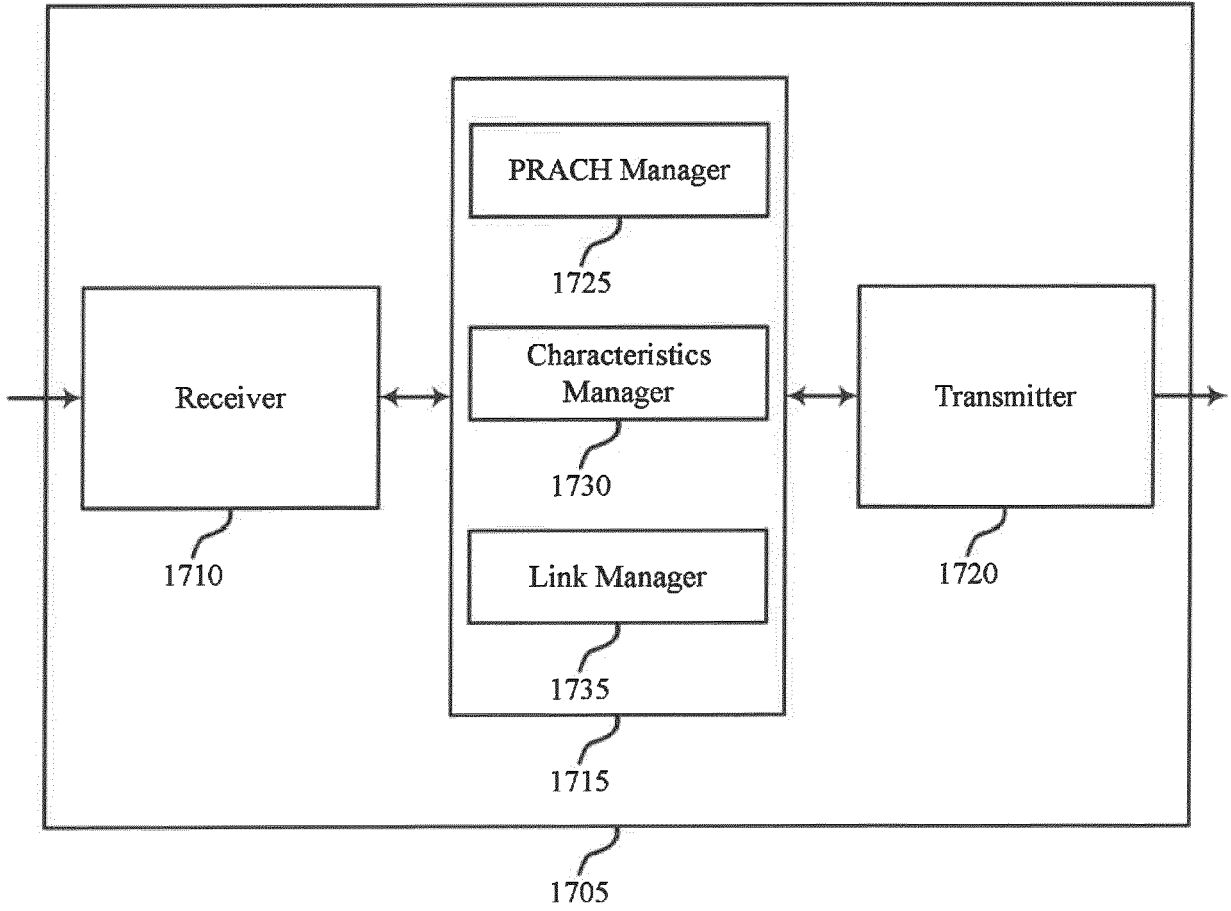 PRACH Manager
1725
Receiver
1710
Characteristics
Manager
1730
Transmitter
1720
Link Manager
1735
1715
1705